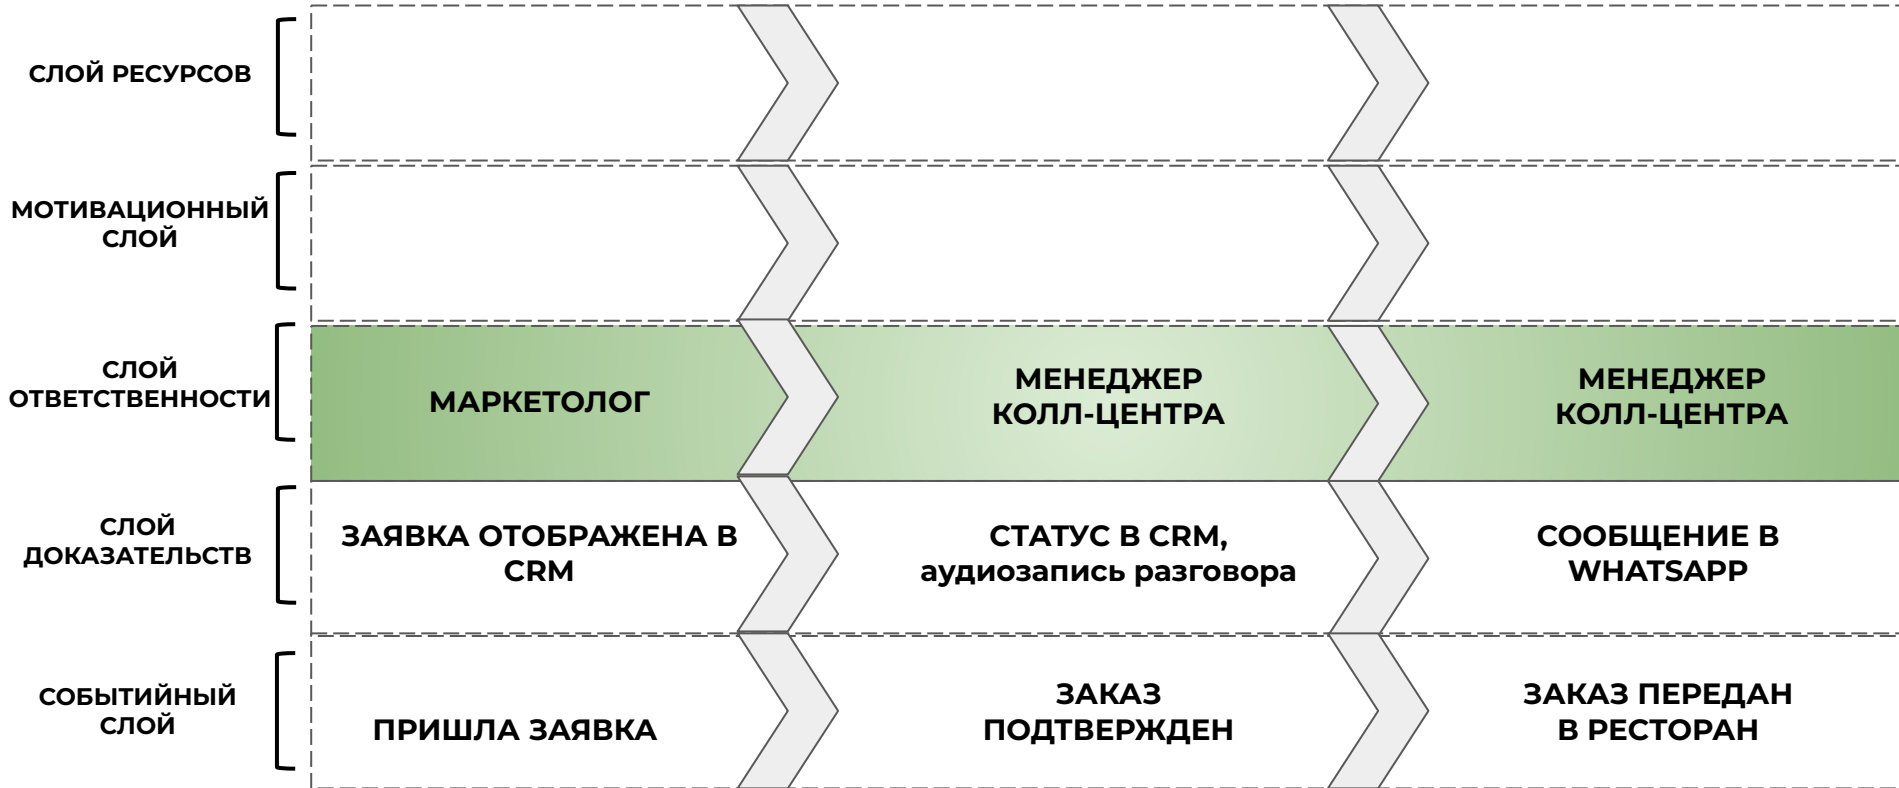 СЛОЙ РЕСУРСОВ
МОТИВАЦИОННЫЙ
СЛОЙ
СЛОЙ
ОТВЕТСТВЕННОСТИ
МАРКЕТОЛОГ
МЕНЕДЖЕР
КОЛЛ-ЦЕНТРА
МЕНЕДЖЕР
КОЛЛ-ЦЕНТРА
СЛОЙ
ДОКАЗАТЕЛЬСТВ
ЗАЯВКА ОТОБРАЖЕНА В
CRM
СТАТУС В CRM,
аудиозапись разговора
СООБЩЕНИЕ В
WHATSAPP
СОБЫТИЙНЫЙ
СЛОЙ
ПРИШЛА ЗАЯВКА
ЗАКАЗ
ПОДТВЕРЖДЕН
ЗАКАЗ ПЕРЕДАН
В РЕСТОРАН